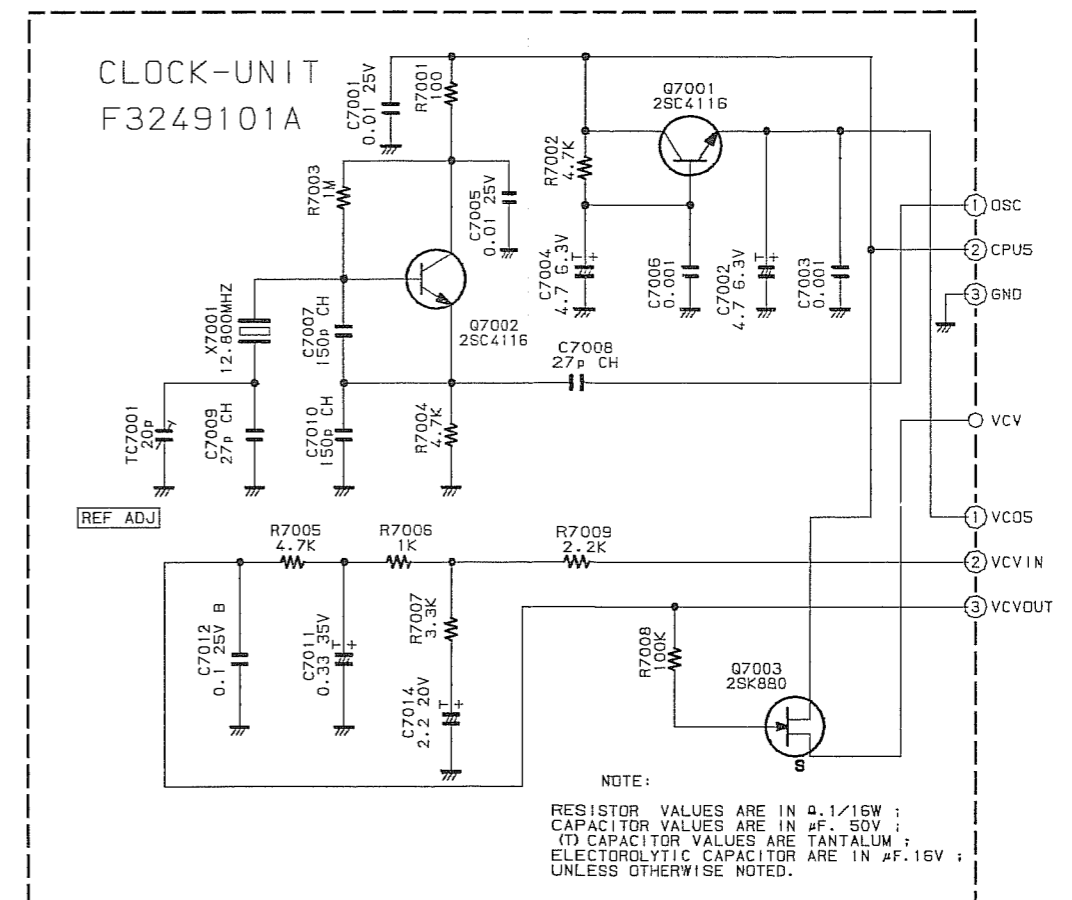 CLOCK-UNIT
F3249101A
C7001
0.01 25V
R7001
100
Q7001
2SC4116
R7002
4.7K
R7003
1M
C7005
0.01 25V
C7004
4.7 6.3V
T +
C7006
0.001
C7002
4.7 6.3V
T +
C7003
0.001
1 OSC
2 CPU5
3 GND
X7001
12.800MHZ
C7007
150p CH
Q7002
2SC4116
C7008
27p CH
TC7001
20p
C7009
27p CH
C7010
150p CH
R7004
4.7K
VCV
REF ADJ
R7005
4.7K
R7006
1K
R7009
2.2K
1 VCO5
2 VCVIN
3 VCVOUT
C7012
0.1 25V B
C7011
0.33 35V
T +
R7007
3.3K
C7014
2.2 20V
T +
R7008
100K
Q7003
2SK880
S
NOTE:
RESISTOR VALUES ARE IN Ω.1/16W ;
CAPACITOR VALUES ARE IN μF. 50V ;
(T) CAPACITOR VALUES ARE TANTALUM ;
ELECTOROLYTIC CAPACITOR ARE IN μF.16V ;
UNLESS OTHERWISE NOTED.